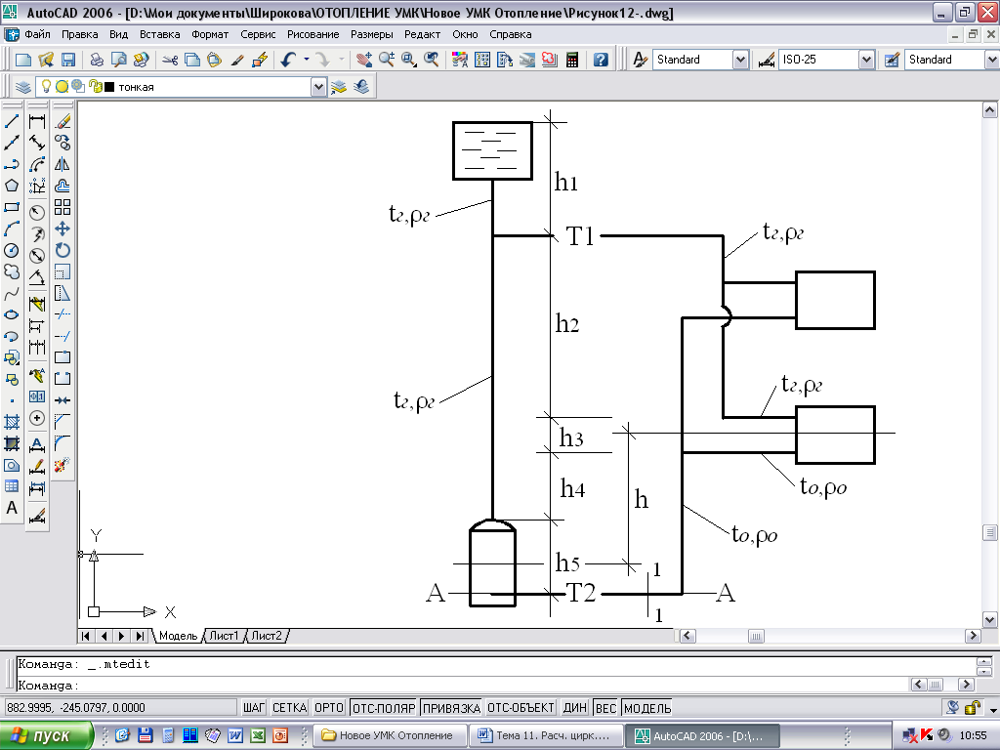 AutoCAD 2006 - [D:\Мои документы\Широкова\ОТОПЛЕНИЕ УМК\Новое УМК Отопление\Рисунок12-.dwg]
Файл Правка Вид Вставка Формат Сервис Рисование Размеры Редакт Окно Справка
Standard ISO-25 Standard
тонкая
h1
tг,ρг
T1
tг,ρг
h2
tг,ρг
tг,ρг
h3
h4
h
to,ρo
to,ρo
h5
1
A T2 A
1
Y
X
A
Модель Лист1 Лист2
Команда: _.mtedit
Команда:
882.9995, -245.0797, 0.0000 ШАГ СЕТКА ОРТО ОТС-ПОЛЯР ПРИВЯЗКА ОТС-ОБЪЕКТ ДИН ВЕС МОДЕЛЬ
пуск Новое УМК Отопление Тема 11. Расч. цирк.... AutoCAD 2006 - [D:\... 10:55